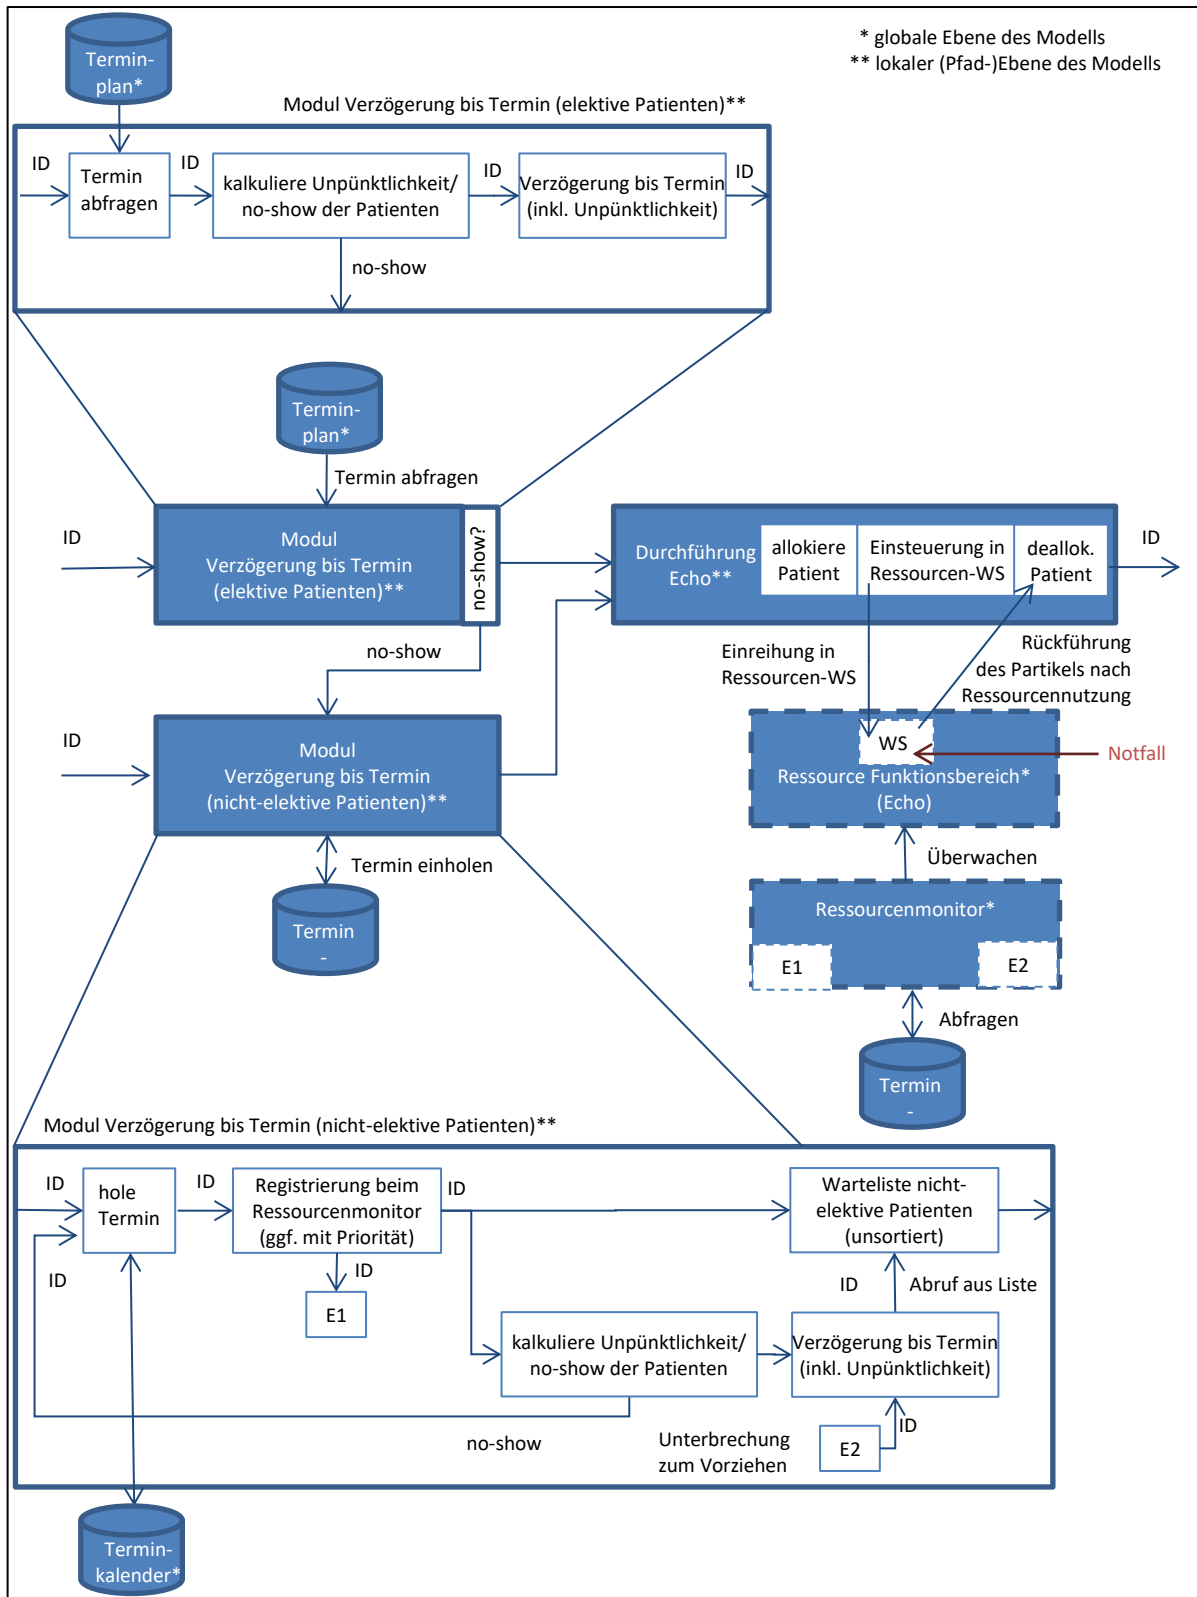 * globale Ebene des Modells
** lokaler (Pfad-)Ebene des Modells
Termin-
plan*
Modul Verzögerung bis Termin (elektive Patienten)**
ID
Termin
abfragen
ID
kalkuliere Unpünktlichkeit/
no-show der Patienten
ID
Verzögerung bis Termin
(inkl. Unpünktlichkeit)
ID
no-show
Termin-
plan*
Termin abfragen
ID
Modul
Verzögerung bis Termin
(elektive Patienten)**
no-show?
Durchführung
Echo**
allokiere
Patient
Einsteuerung in
Ressourcen-WS
deallok.
Patient
ID
no-show
Einreihung in
Ressourcen-WS
Rückführung
des Partikels nach
Ressourcennutzung
ID
Modul
Verzögerung bis Termin
(nicht-elektive Patienten)**
WS
Notfall
Ressource Funktionsbereich*
(Echo)
Termin einholen
Überwachen
Termin
-
Ressourcenmonitor*
E1
E2
Abfragen
Termin
-
Modul Verzögerung bis Termin (nicht-elektive Patienten)**
ID
hole
Termin
ID
Registrierung beim
Ressourcenmonitor
(ggf. mit Priorität)
ID
Warteliste nicht-
elektive Patienten
(unsortiert)
ID
ID
E1
ID
Abruf aus Liste
kalkuliere Unpünktlichkeit/
no-show der Patienten
Verzögerung bis Termin
(inkl. Unpünktlichkeit)
no-show
Unterbrechung
zum Vorziehen
E2
ID
Termin-
kalender*